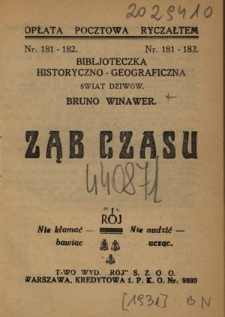 2029410
OPŁATA POCZTOWA RYCZAŁTEM
Nr. 181 - 182. Nr. 181 - 182.
BIBLJOTECZKA
HISTORYCZNO - GEOGRAFICZNA
ŚWIAT DZIWÓW.
BRUNO WINAWER.
ZĄB CZASU
440871
RÓJ
Nie kłamać — — Nie nudzić
bawiąc ucząc.
T-WO WYD. „RÓJ" S. Z O. O.
WARSZAWA, KREDYTOWA 1. P. K. O. Nr. 9880
[1931] BN